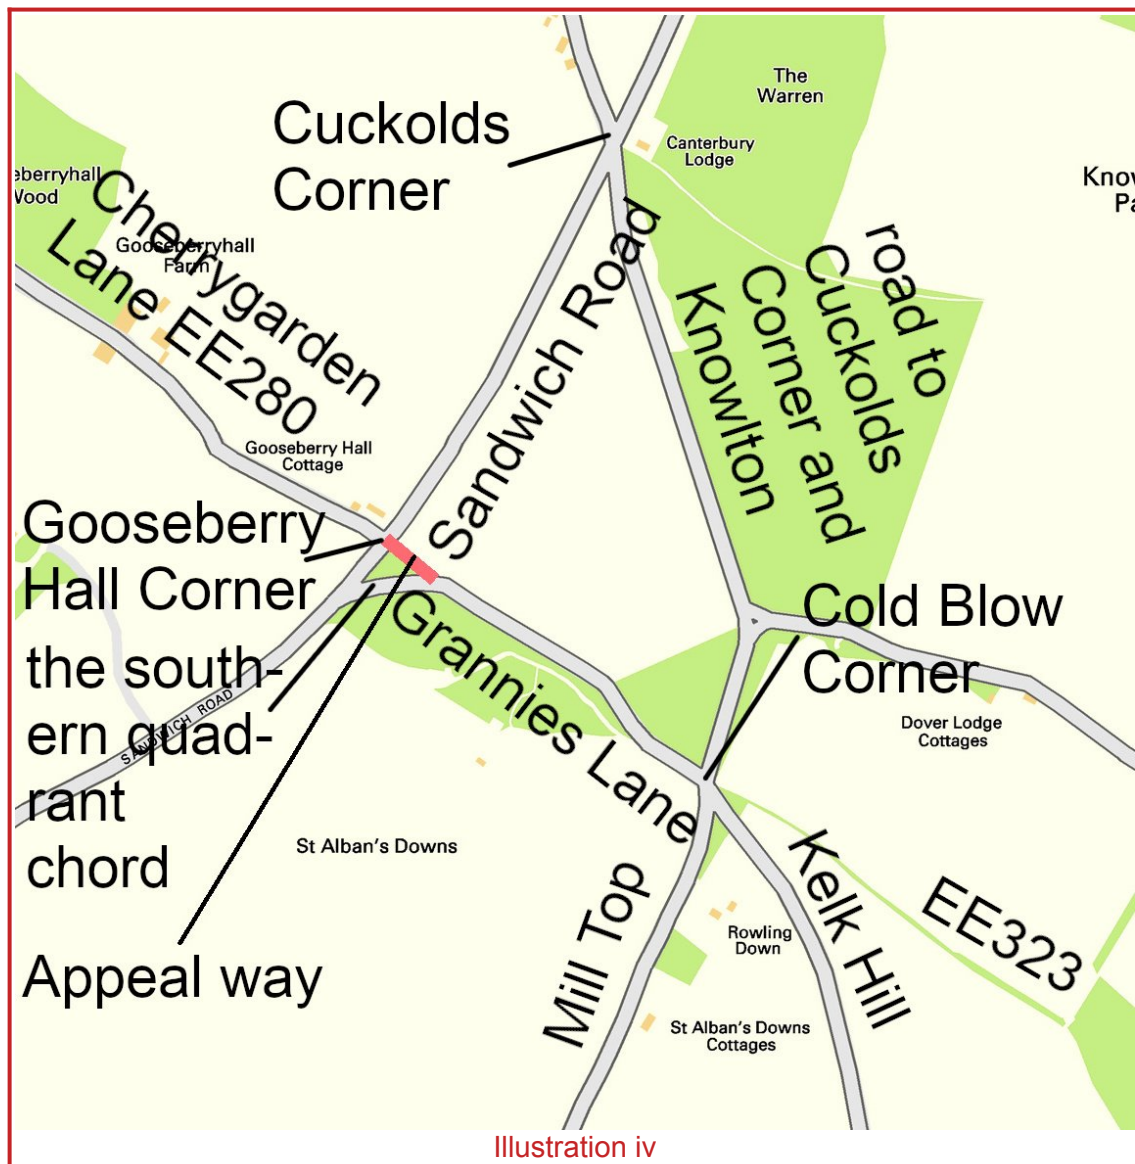 The
Warren
Cuckolds
Corner
Canterbury
Lodge
eberryhall
Wood
Know
Pa
Cherrygarden
Lane EE280
Gooseberryhall
Farm
Sandwich Road
road to
Cuckolds
Corner and
Knowlton
Gooseberry Hall
Cottage
Gooseberry
Hall Corner
the south-
ern quad-
rant
chord
SANDWICH ROAD
Grannies Lane
Cold Blow
Corner
Dover Lodge
Cottages
St Alban's Downs
Appeal way
Mill Top
Kelk Hill
EE323
Rowling
Down
St Alban's Downs
Cottages
Illustration iv